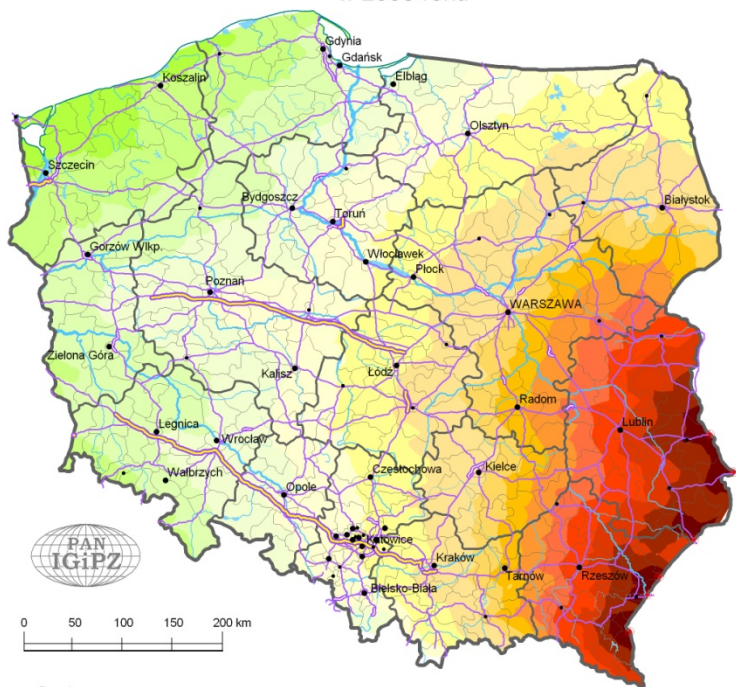 Gdynia
Gdańsk
Koszalin
Elbląg
Olsztyn
Szczecin
Bydgoszcz
Toruń
Białystok
Gorzów Wlkp.
Włocławek
Płock
Poznań
WARSZAWA
Zielona Góra
Kalisz
Łódź
Radom
Legnica
Lublin
Wrocław
Wałbrzych
Częstochowa
Kielce
Opole
PAN
IGiPZ
Katowice
Kraków
Tarnów
Rzeszów
Bielsko-Biała
0 50 100 150 200 km